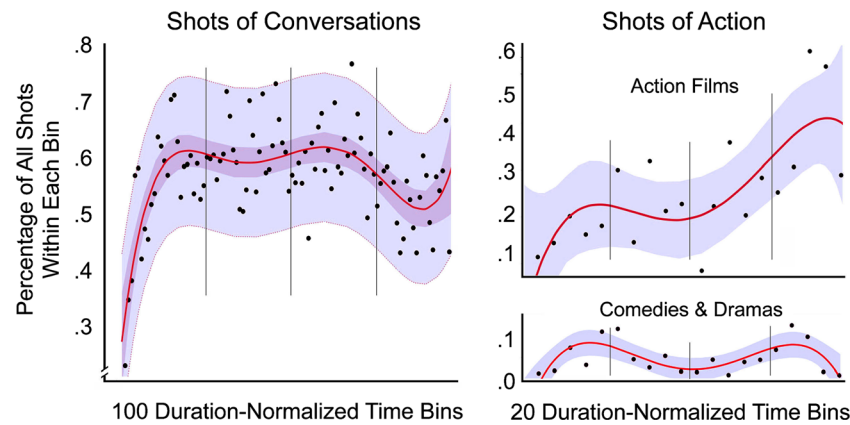 Shots of Conversations
Shots of Action
Percentage of All Shots
Within Each Bin
.8
.7
.6
.5
.4
.3
100 Duration-Normalized Time Bins
Action Films
.6
.5
.4
.3
.2
.1
Comedies & Dramas
.1
.0
20 Duration-Normalized Time Bins